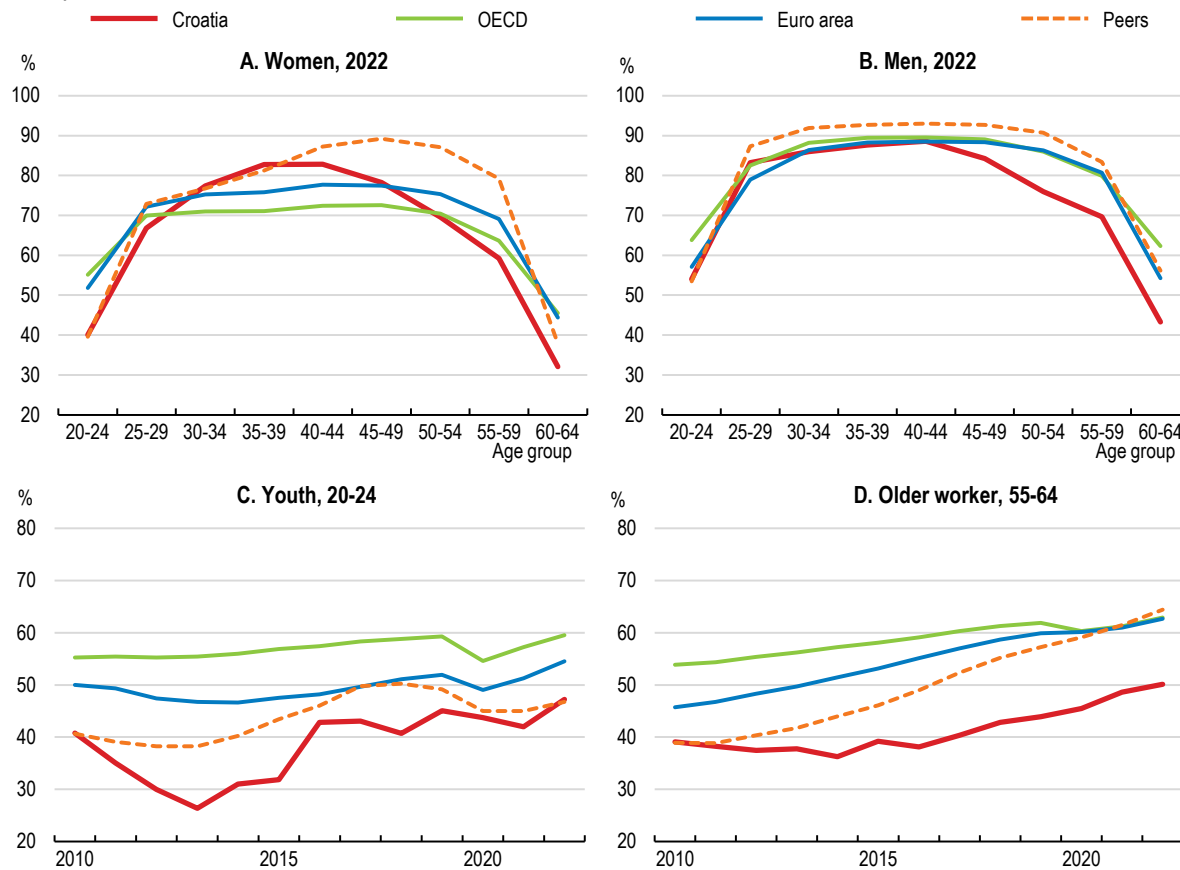 Croatia OECD Euro area Peers
% A. Women, 2022
100
90
80
70
60
50
40
30
20
20-24 25-29 30-34 35-39 40-44 45-49 50-54 55-59 60-64
Age group
% B. Men, 2022
100
90
80
70
60
50
40
30
20
20-24 25-29 30-34 35-39 40-44 45-49 50-54 55-59 60-64
Age group
% C. Youth, 20-24
80
70
60
50
40
30
20
2010 2015 2020
% D. Older worker, 55-64
80
70
60
50
40
30
20
2010 2015 2020